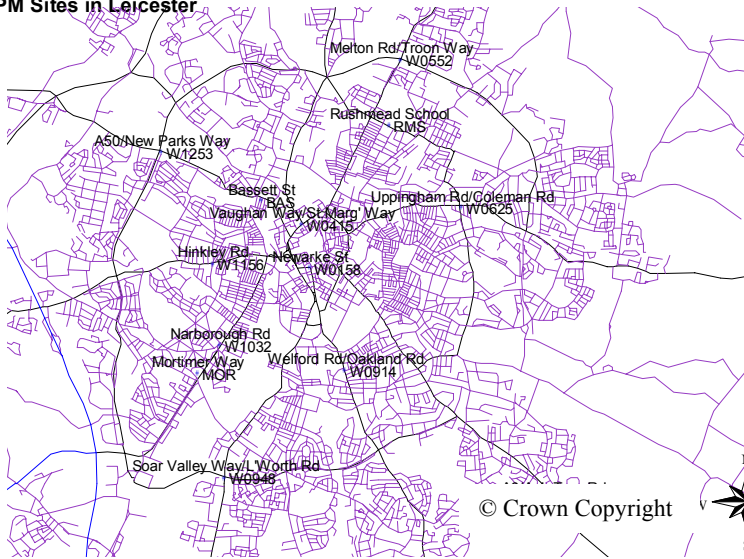 PM Sites in Leicester
Melton Rd/Troon Way
W0552
Rushmead School
RMS
A50/New Parks Way
W1253
Bassett St
BAS
Uppingham Rd/Coleman Rd
W0625
Vaughan Way/St.Marg' Way
W0415
Hinkley Rd
W1156
Newarke St
W0158
Narborough Rd
W1032
Mortimer Way
MOR
Welford Rd/Oakland Rd
W0914
Soar Valley Way/L'Worth Rd
W0948
© Crown Copyright